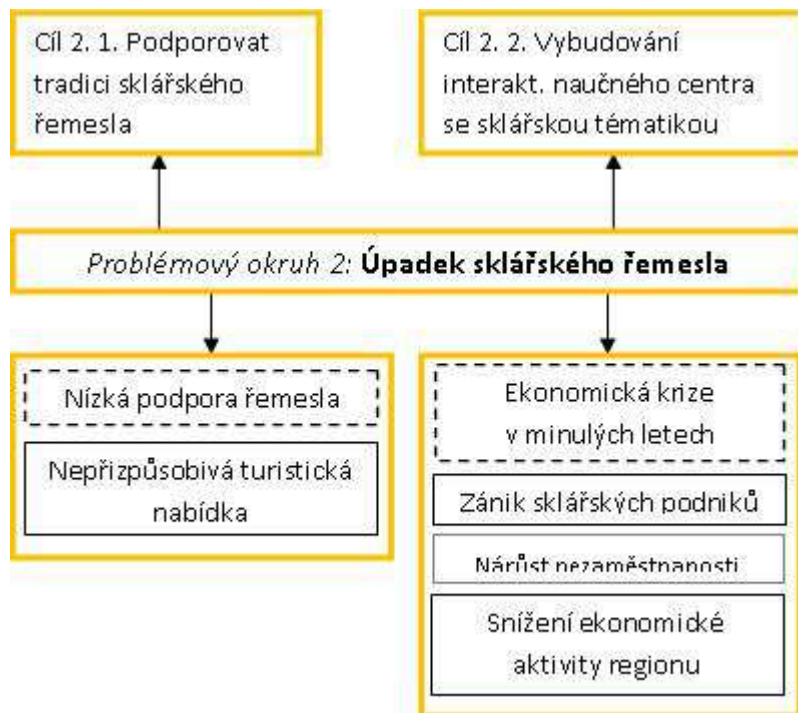 Cíl 2. 1. Podporovat
tradici sklářského
řemesla
Cíl 2. 2. Vybudování
interakt. naučného centra
se sklářskou tématikou
Problémový okruh 2: Úpadek sklářského řemesla
Nízká podpora řemesla
Nepřizpůsobivá turistická
nabídka
Ekonomická krize
v minulých letech
Zánik sklářských podniků
Nárůst nezaměstnanosti
Snížení ekonomické
aktivity regionu